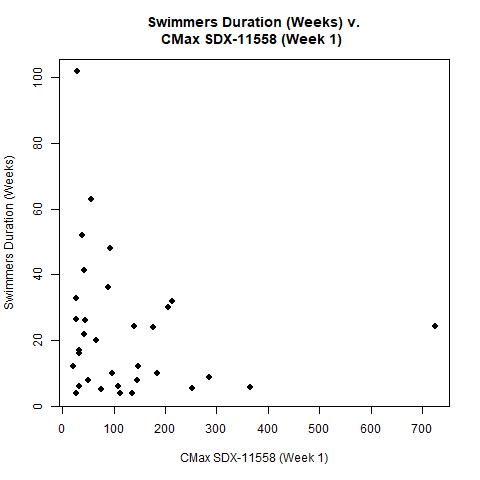 Swimmers Duration (Weeks) v.
CMax SDX-11558 (Week 1)
Swimmers Duration (Weeks)
100
80
60
40
20
0
0 100 200 300 400 500 600 700
CMax SDX-11558 (Week 1)